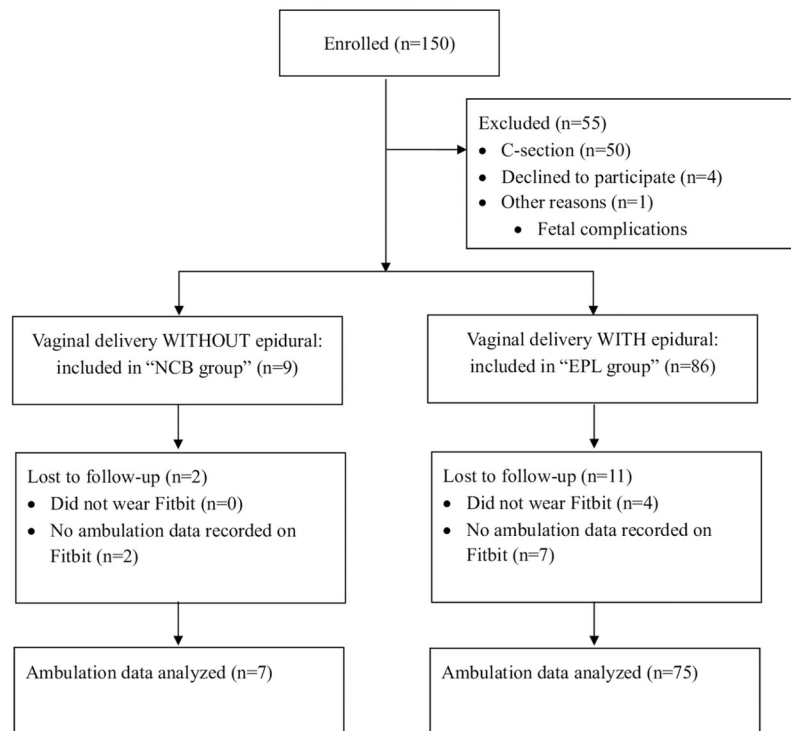 Enrolled (n=150)
Excluded (n=55)
• C-section (n=50)
• Declined to participate (n=4)
• Other reasons (n=1)
• Fetal complications
Vaginal delivery WITHOUT epidural:
included in “NCB group” (n=9)
Vaginal delivery WITH epidural:
included in “EPL group” (n=86)
Lost to follow-up (n=2)
• Did not wear Fitbit (n=0)
• No ambulation data recorded on
Fitbit (n=2)
Lost to follow-up (n=11)
• Did not wear Fitbit (n=4)
• No ambulation data recorded on
Fitbit (n=7)
Ambulation data analyzed (n=7)
Ambulation data analyzed (n=75)